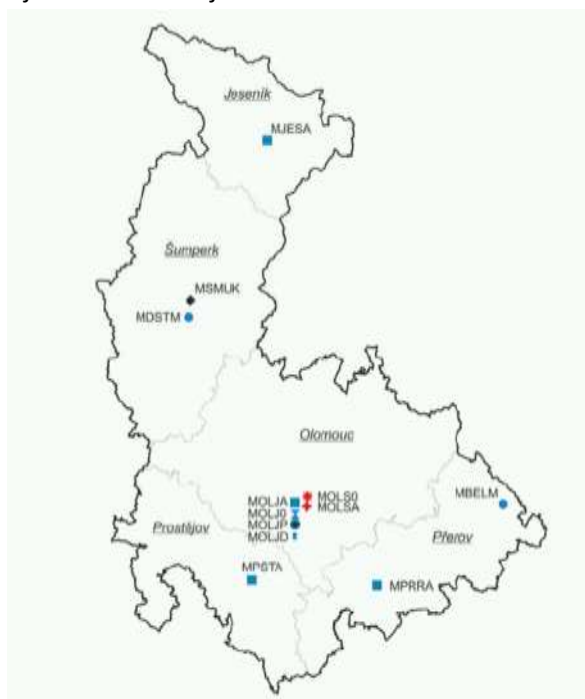 Jeseník
MJESA
Šumperk
MSMUK
MDSTM
Olomouc
MOLJA MOLS0
MOLJ0 MOLSA
MOLJP
MOLJD
MBELM
Prostějov
Přerov
MPSTA
MPRRA